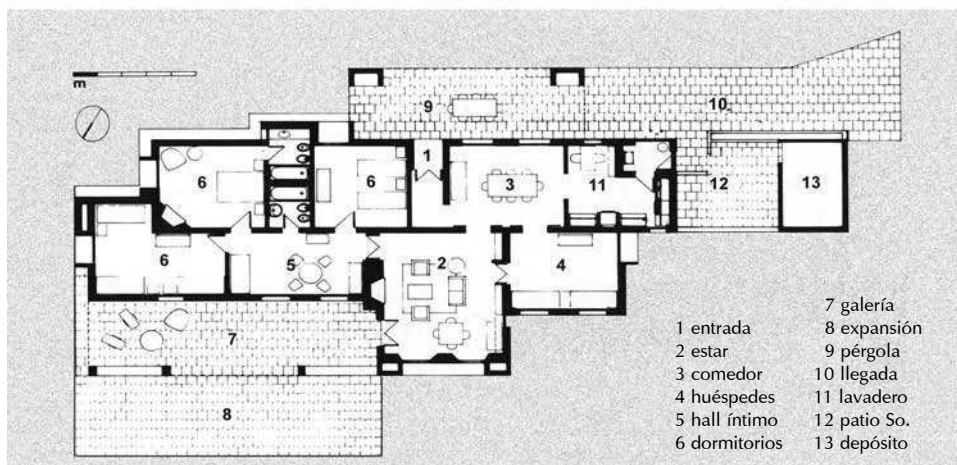 m
9
10
1
6
6
3
11
12
13
6
5
2
4
7
8
1 entrada
2 estar
3 comedor
4 huéspedes
5 hall íntimo
6 dormitorios
7 galería
8 expansión
9 pérgola
10 llegada
11 lavadero
12 patio So.
13 depósito